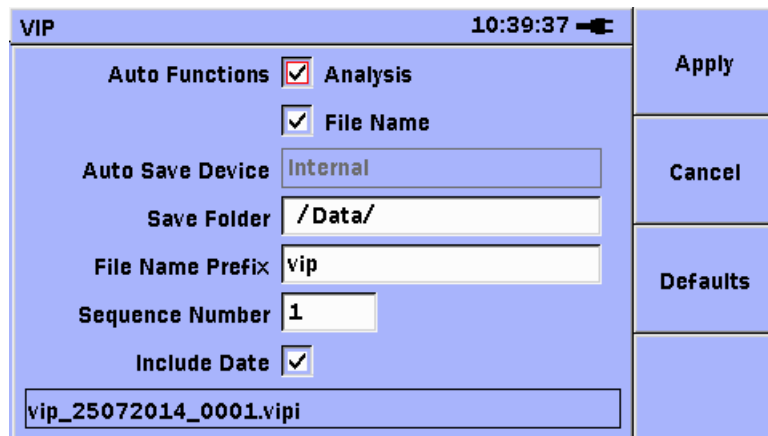 VIP 10:39:37
Auto Functions Analysis
File Name
Auto Save Device Internal
Save Folder /Data/
File Name Prefix vip
Sequence Number 1
Include Date
vip_25072014_0001.vipi
Apply
Cancel
Defaults